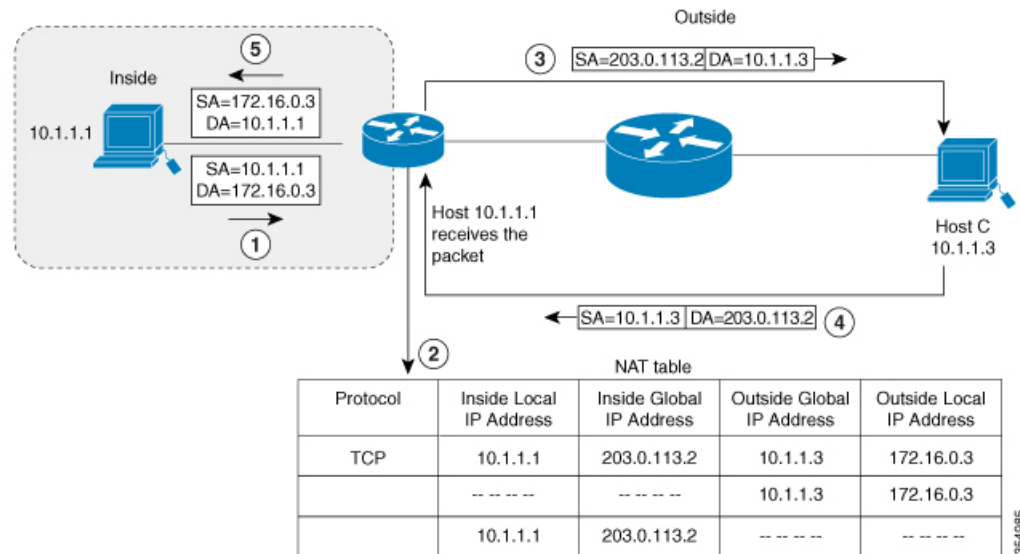 Outside
5
3
SA=203.0.113.2 DA=10.1.1.3
Inside
SA=172.16.0.3
DA=10.1.1.1
10.1.1.1
SA=10.1.1.1
DA=172.16.0.3
1
Host 10.1.1.1
receives the
packet
Host C
10.1.1.3
SA=10.1.1.3 DA=203.0.113.2
4
2
NAT table
Protocol Inside Local IP Address Inside Global IP Address Outside Global IP Address Outside Local IP Address
TCP 10.1.1.1 203.0.113.2 10.1.1.3 172.16.0.3
-- -- -- -- -- -- -- -- 10.1.1.3 172.16.0.3
10.1.1.1 203.0.113.2 -- -- -- -- -- -- -- --